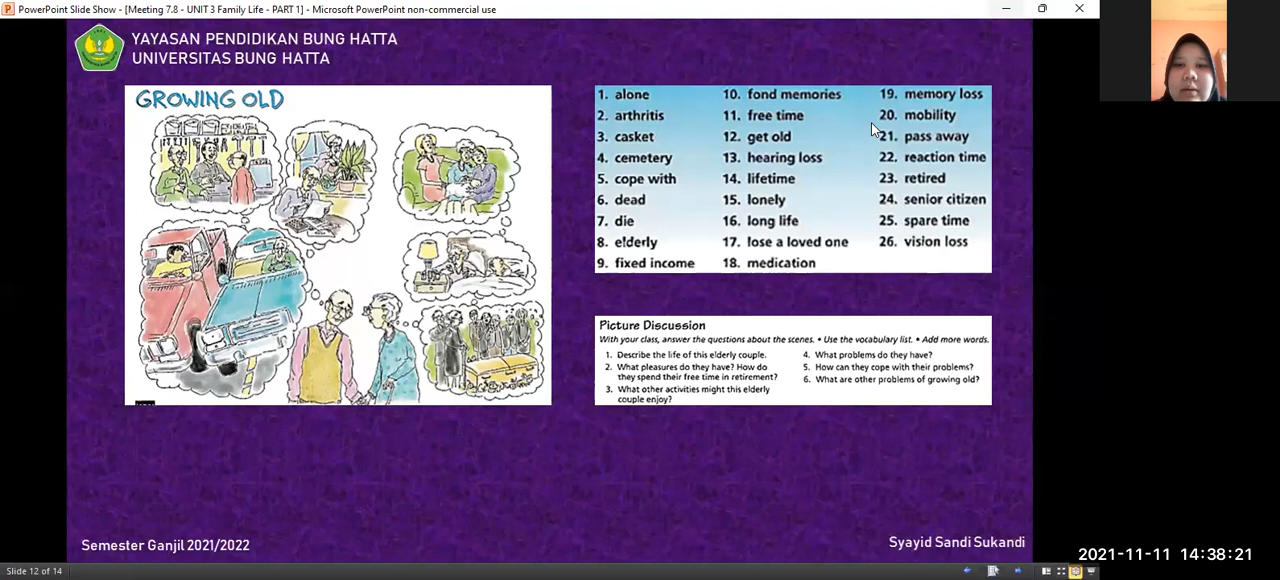 PowerPoint Slide Show - [Meeting 7.8 - UNIT 3 Family Life - PART 1] - Microsoft PowerPoint non-commercial use
YAYASAN PENDIDIKAN BUNG HATTA
UNIVERSITAS BUNG HATTA
GROWING OLD
1. alone
2. arthritis
3. casket
4. cemetery
5. cope with
6. dead
7. die
8. elderly
9. fixed income
10. fond memories
11. free time
12. get old
13. hearing loss
14. lifetime
15. lonely
16. long life
17. lose a loved one
18. medication
19. memory loss
20. mobility
21. pass away
22. reaction time
23. retired
24. senior citizen
25. spare time
26. vision loss
Picture Discussion
With your class, answer the questions about the scenes. • Use the vocabulary list. • Add more words.
1. Describe the life of this elderly couple.
2. What pleasures do they have? How do
they spend their free time in retirement?
3. What other activities might this elderly
couple enjoy?
4. What problems do they have?
5. How can they cope with their problems?
6. What are other problems of growing old?
Semester Ganjil 2021/2022
Syayid Sandi Sukandi
2021-11-11 14:38:21
Slide 12 of 14